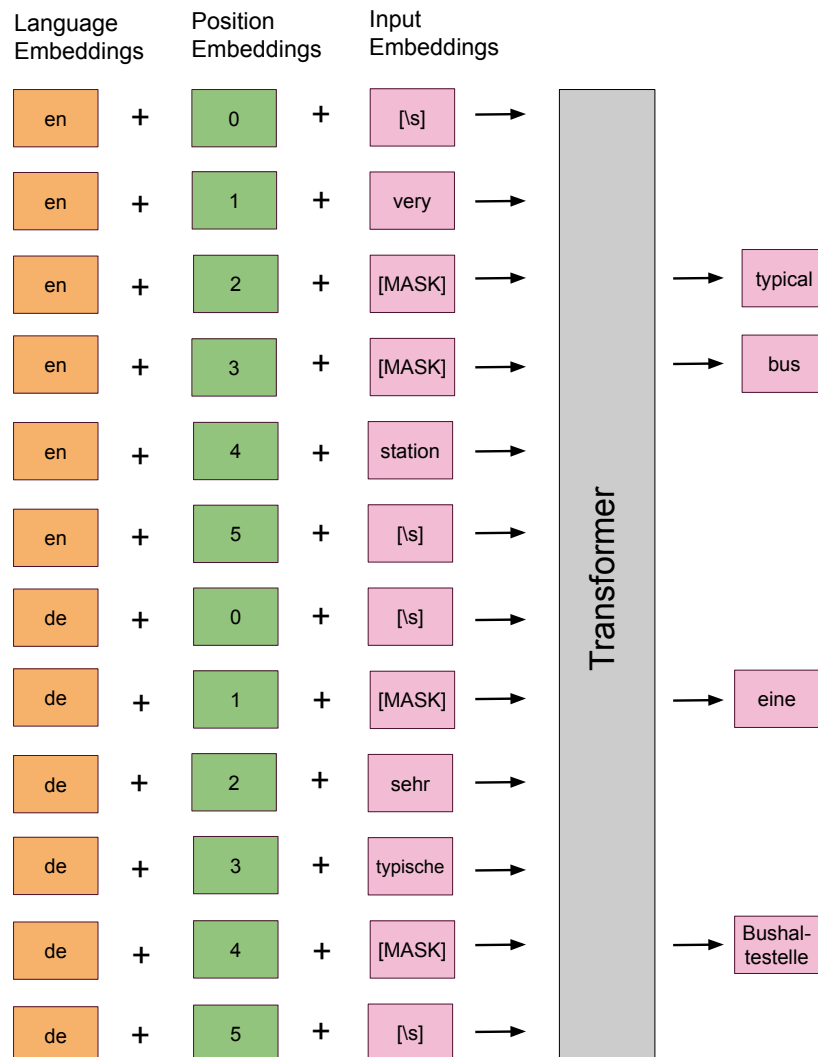 Language Embeddings
Position Embeddings
Input Embeddings
en + 0 + [\s]
en + 1 + very
en + 2 + [MASK] typical
en + 3 + [MASK] bus
en + 4 + station
en + 5 + [\s]
de + 0 + [\s]
de + 1 + [MASK] eine
de + 2 + sehr
de + 3 + typische
de + 4 + [MASK] Bushal-
testelle
de + 5 + [\s]
Transformer